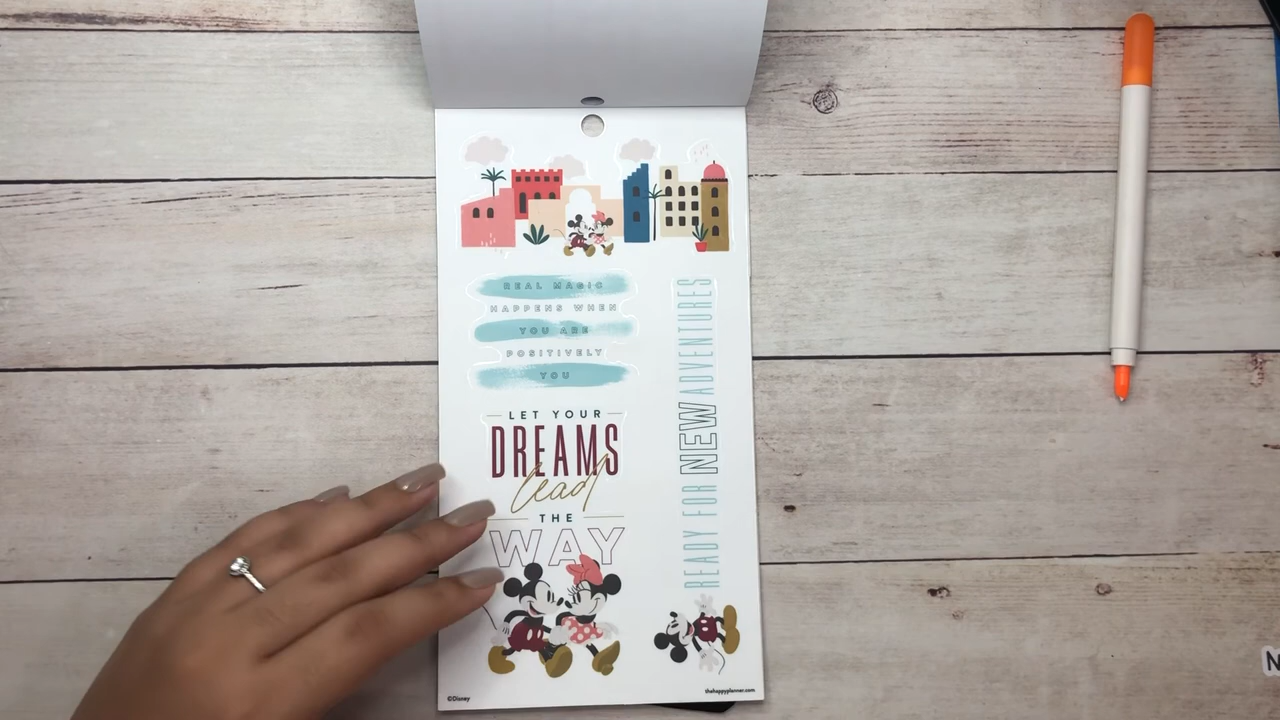 REAL MAGIC
HAPPENS WHEN
YOU ARE
POSITIVELY
YOU
LET YOUR
DREAMS
lead
THE
WAY
READY FOR NEW ADVENTURES
©Disney
thehappyplanner.com
N